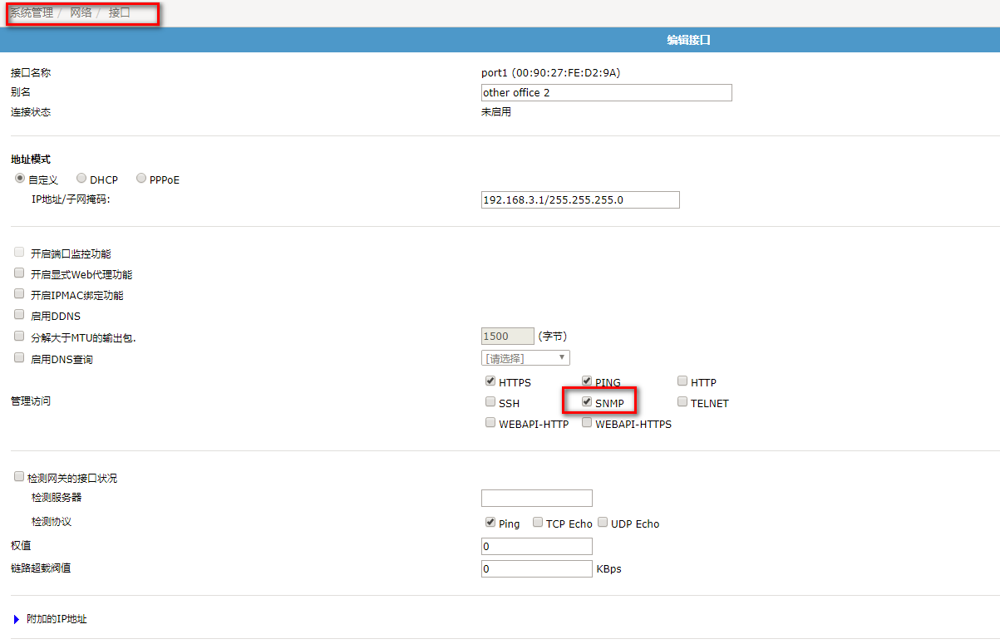 系统管理 / 网络 / 接口
编辑接口
接口名称 port1 (00:90:27:FE:D2:9A)
别名 other office 2
连接状态 未启用
地址模式
自定义 DHCP PPPoE
IP地址/子网掩码: 192.168.3.1/255.255.255.0
开启端口监控功能
开启显式Web代理功能
开启IPMAC绑定功能
启用DDNS
分解大于MTU的输出包. 1500 (字节)
启用DNS查询 [请选择]
HTTPS PING HTTP
管理访问 SSH SNMP TELNET
WEBAPI-HTTP WEBAPI-HTTPS
检测网关的接口状况
检测服务器
检测协议 Ping TCP Echo UDP Echo
权值 0
链路超载阀值 0 KBps
附加的IP地址